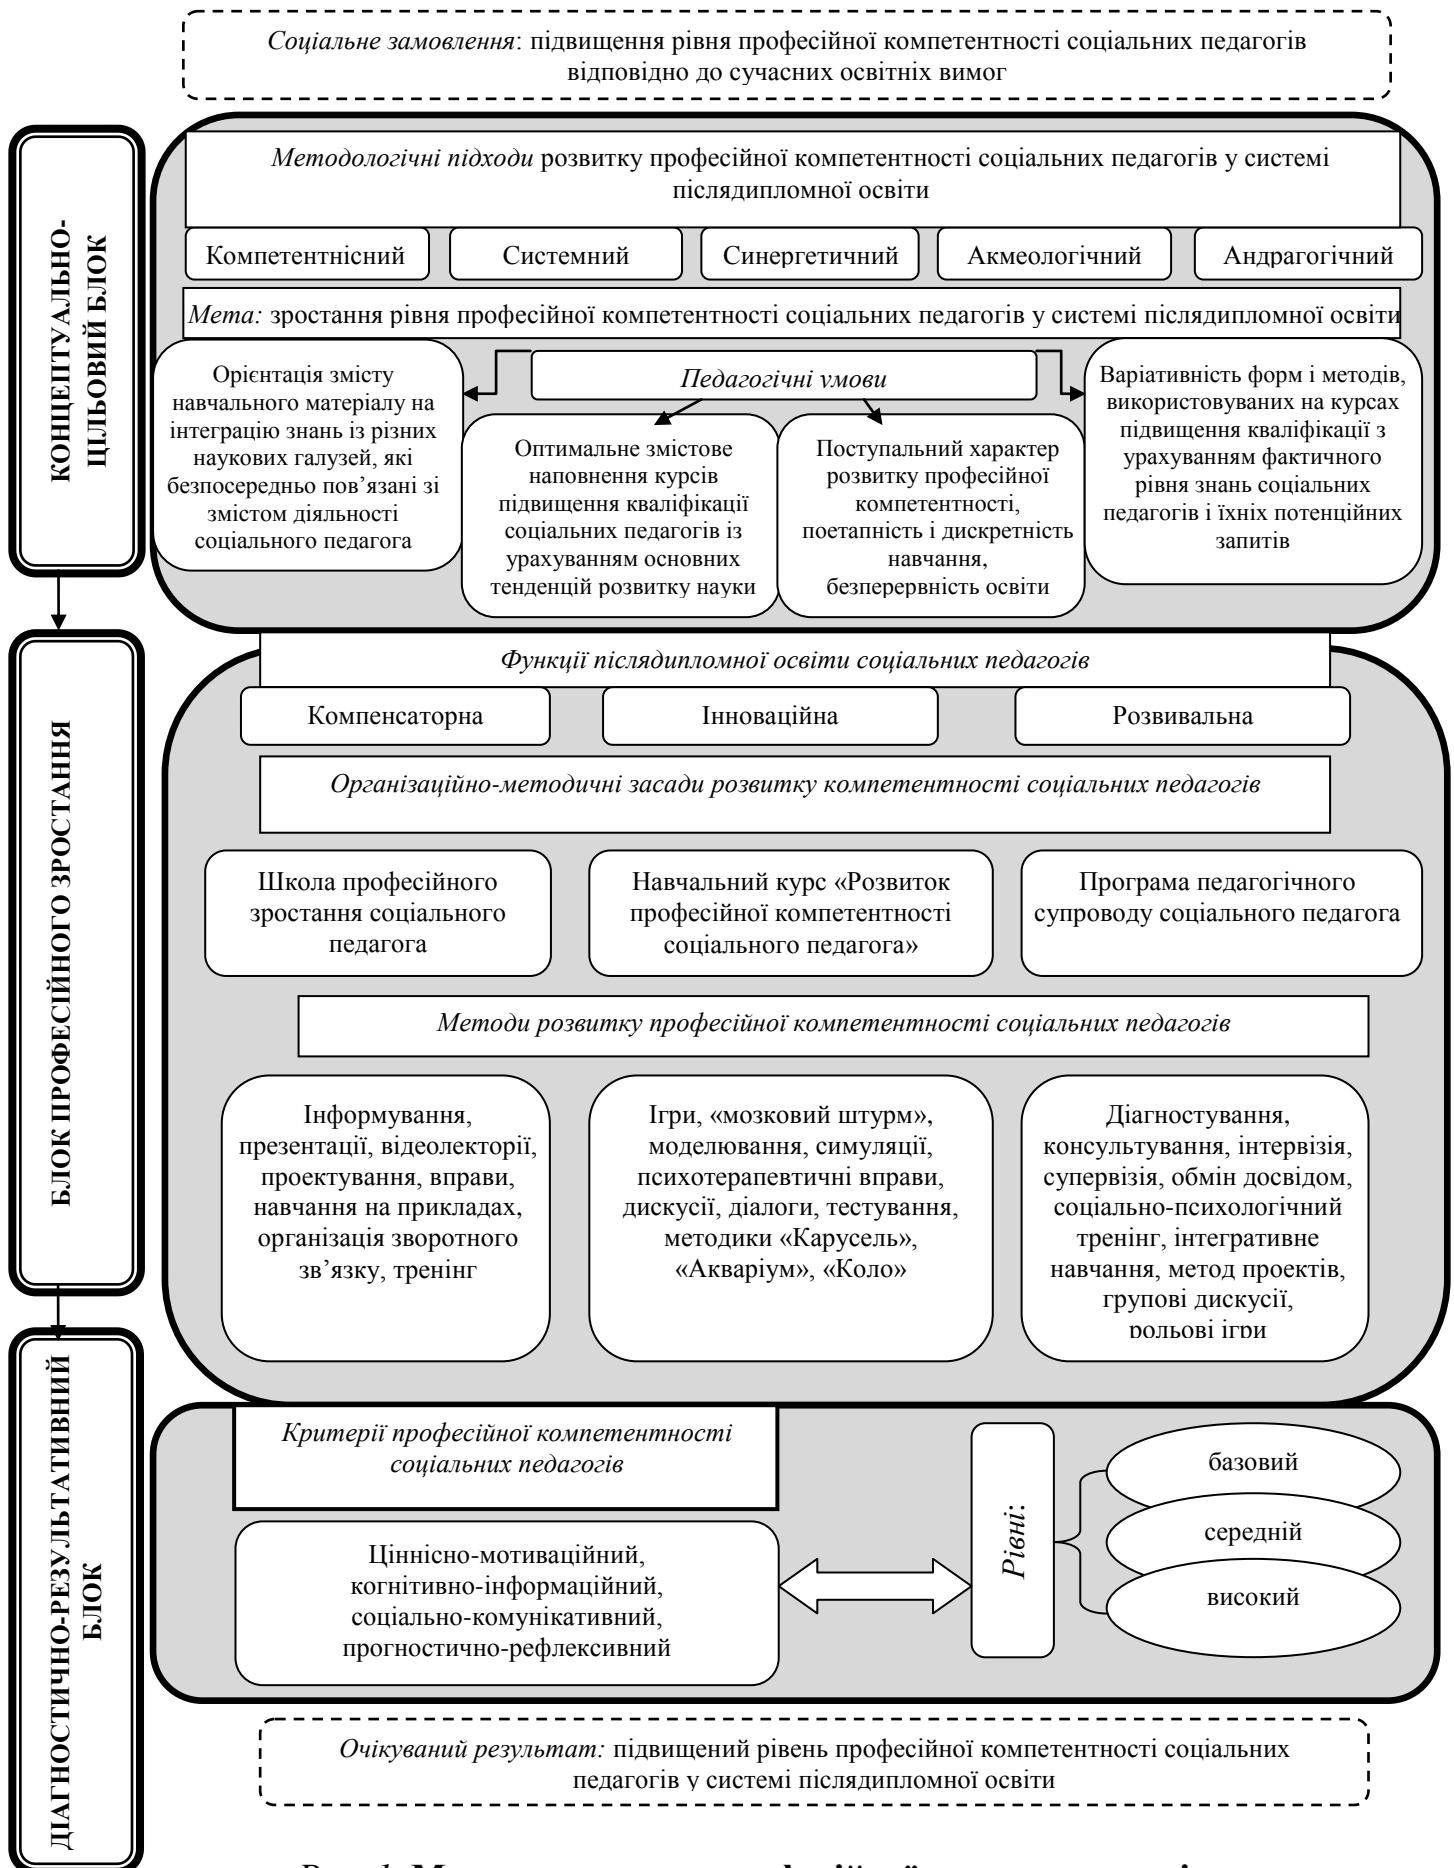 Соціальне замовлення: підвищення рівня професійної компетентності соціальних педагогів
відповідно до сучасних освітніх вимог
КОНЦЕПТУАЛЬНО-
ЦІЛЬОВИЙ БЛОК
Методологічні підходи розвитку професійної компетентності соціальних педагогів у системі
післядипломної освіти
Компетентнісний
Системний
Синергетичний
Акмеологічний
Андрагогічний
Мета: зростання рівня професійної компетентності соціальних педагогів у системі післядипломної освіти
Педагогічні умови
Орієнтація змісту
навчального матеріалу на
інтеграцію знань із різних
наукових галузей, які
безпосередньо пов’язані зі
змістом діяльності
соціального педагога
Оптимальне змістове
наповнення курсів
підвищення кваліфікації
соціальних педагогів із
урахуванням основних
тенденцій розвитку науки
Поступальний характер
розвитку професійної
компетентності,
поетапність і дискретність
навчання,
безперервність освіти
Варіативність форм і методів,
використовуваних на курсах
підвищення кваліфікації з
урахуванням фактичного
рівня знань соціальних
педагогів і їхніх потенційних
запитів
БЛОК ПРОФЕСІЙНОГО ЗРОСТАННЯ
Функції післядипломної освіти соціальних педагогів
Компенсаторна
Інноваційна
Розвивальна
Організаційно-методичні засади розвитку компетентності соціальних педагогів
Школа професійного
зростання соціального
педагога
Навчальний курс «Розвиток
професійної компетентності
соціального педагога»
Програма педагогічного
супроводу соціального педагога
Методи розвитку професійної компетентності соціальних педагогів
Інформування,
презентації, відеолекторії,
проектування, вправи,
навчання на прикладах,
організація зворотного
зв’язку, тренінг
Ігри, «мозковий штурм»,
моделювання, симуляції,
психотерапевтичні вправи,
дискусії, діалоги, тестування,
методики «Карусель»,
«Акваріум», «Коло»
Діагностування,
консультування, інтервізія,
супервізія, обмін досвідом,
соціально-психологічний
тренінг, інтегративне
навчання, метод проектів,
групові дискусії,
рольові ігри
ДІАГНОСТИЧНО-РЕЗУЛЬТАТИВНИЙ
БЛОК
Критерії професійної компетентності
соціальних педагогів
Ціннісно-мотиваційний,
когнітивно-інформаційний,
соціально-комунікативний,
прогностично-рефлексивний
Рівні:
базовий
середній
високий
Очікуваний результат: підвищений рівень професійної компетентності соціальних
педагогів у системі післядипломної освіти